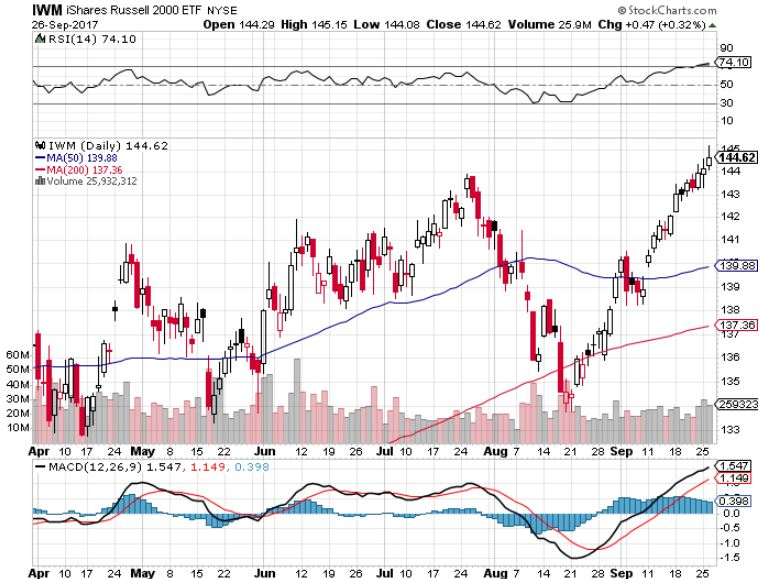 IWM iShares Russell 2000 ETF NYSE © StockCharts.com
26-Sep-2017 Open 144.29 High 145.15 Low 144.08 Close 144.62 Volume 25.9M Chg +0.47 (+0.32%)
RSI(14) 74.10
90
74.10
50
30
10
IWM (Daily) 144.62
MA(50) 139.88
MA(200) 137.36
Volume 25,932,312
145
144.62
144
143
142
141
139.88
139
138
137.36
137
136
135
259323
133
60M
50M
40M
30M
20M
10M
Apr 10 17 24 May 8 15 22 Jun 12 19 26 Jul 10 17 24 Aug 7 14 21 28 Sep 11 18 25
MACD(12,26,9) 1.547, 1.149, 0.398
1.547
1.149
0.398
0.0
-0.5
-1.0
-1.5
Apr 10 17 24 May 8 15 22 Jun 12 19 26 Jul 10 17 24 Aug 7 14 21 28 Sep 11 18 25